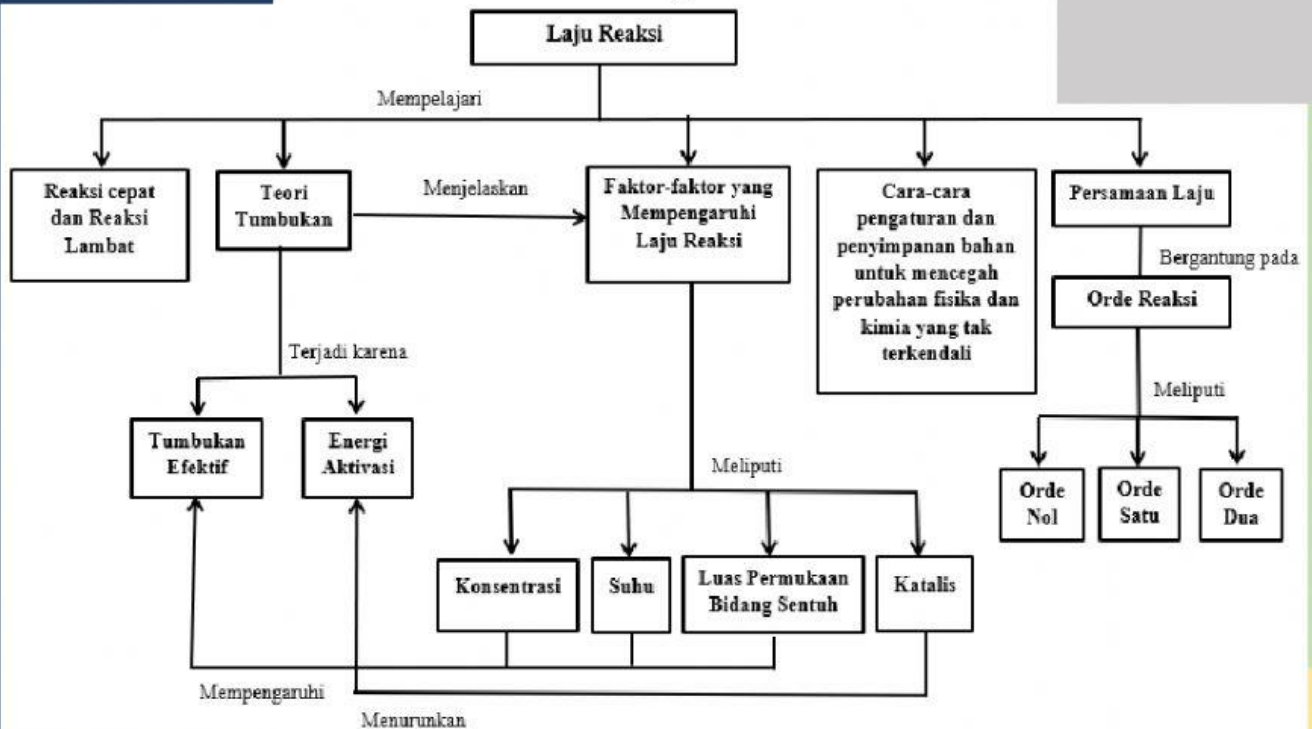 Laju Reaksi
Mempelajari
Reaksi cepat
dan Reaksi
Lambat
Teori
Tumbukan
Menjelaskan
Faktor-faktor yang
Mempengaruhi
Laju Reaksi
Cara-cara
pengaturan dan
penyimpanan bahan
untuk mencegah
perubahan fisika dan
kimia yang tak
terkendali
Persamaan Laju
Bergantung pada
Orde Reaksi
Terjadi karena
Meliputi
Tumbukan
Efektif
Energi
Aktivasi
Meliputi
Orde
Nol
Orde
Satu
Orde
Dua
Konsentrasi
Suhu
Luas Permukaan
Bidang Sentuh
Katalis
Mempengaruhi
Menurunkan